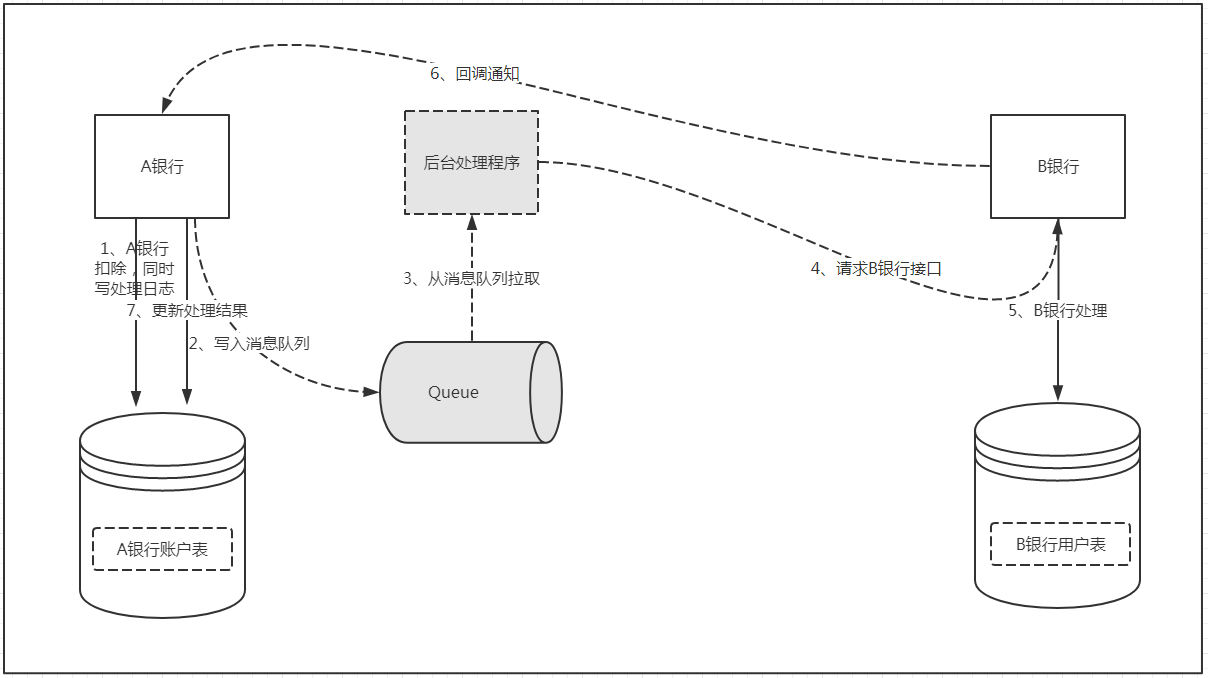 6、回调通知
A银行
后台处理程序
B银行
1、A银行
扣除，同时
写处理日志
7、更新处理结果
2、写入消息队列
3、从消息队列拉取
4、请求B银行接口
5、B银行处理
Queue
A银行账户表
B银行用户表